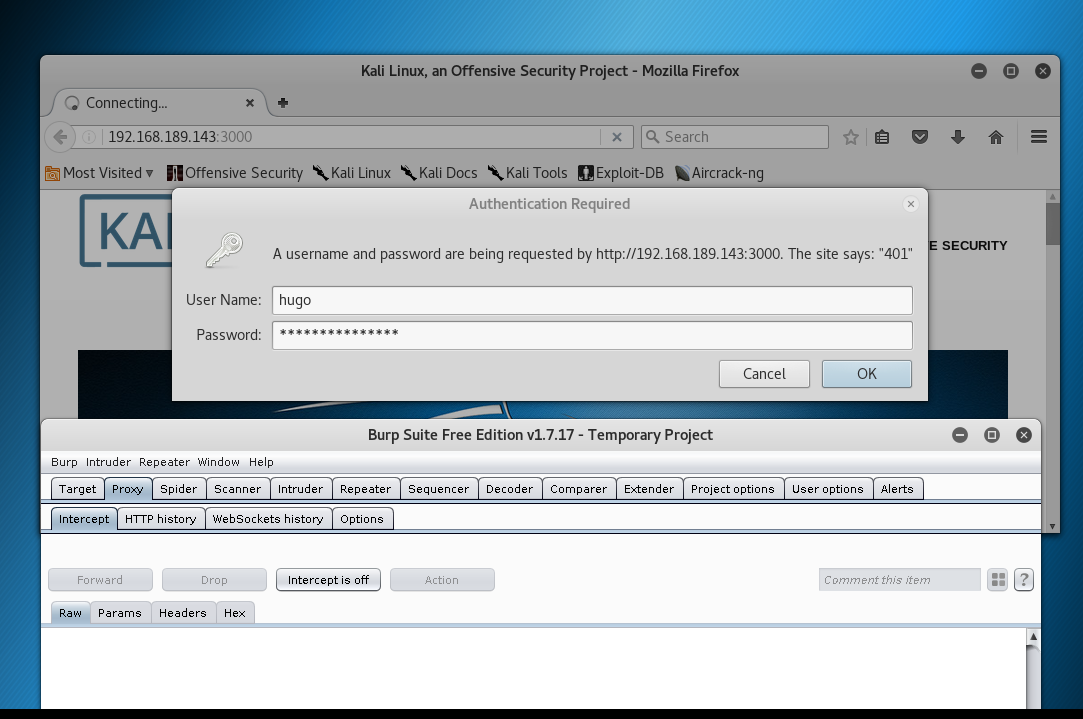 Kali Linux, an Offensive Security Project - Mozilla Firefox
Connecting...
192.168.189.143:3000
Search
Most Visited
Offensive Security
Kali Linux
Kali Docs
Kali Tools
Exploit-DB
Aircrack-ng
Authentication Required
A username and password are being requested by http://192.168.189.143:3000. The site says: "401"
User Name:
hugo
Password:
***************
Cancel
OK
SECURITY
Burp Suite Free Edition v1.7.17 - Temporary Project
Burp Intruder Repeater Window Help
Target Proxy Spider Scanner Intruder Repeater Sequencer Decoder Comparer Extender Project options User options Alerts
Intercept HTTP history WebSockets history Options
Forward Drop Intercept is off Action Comment this item ?
Raw Params Headers Hex